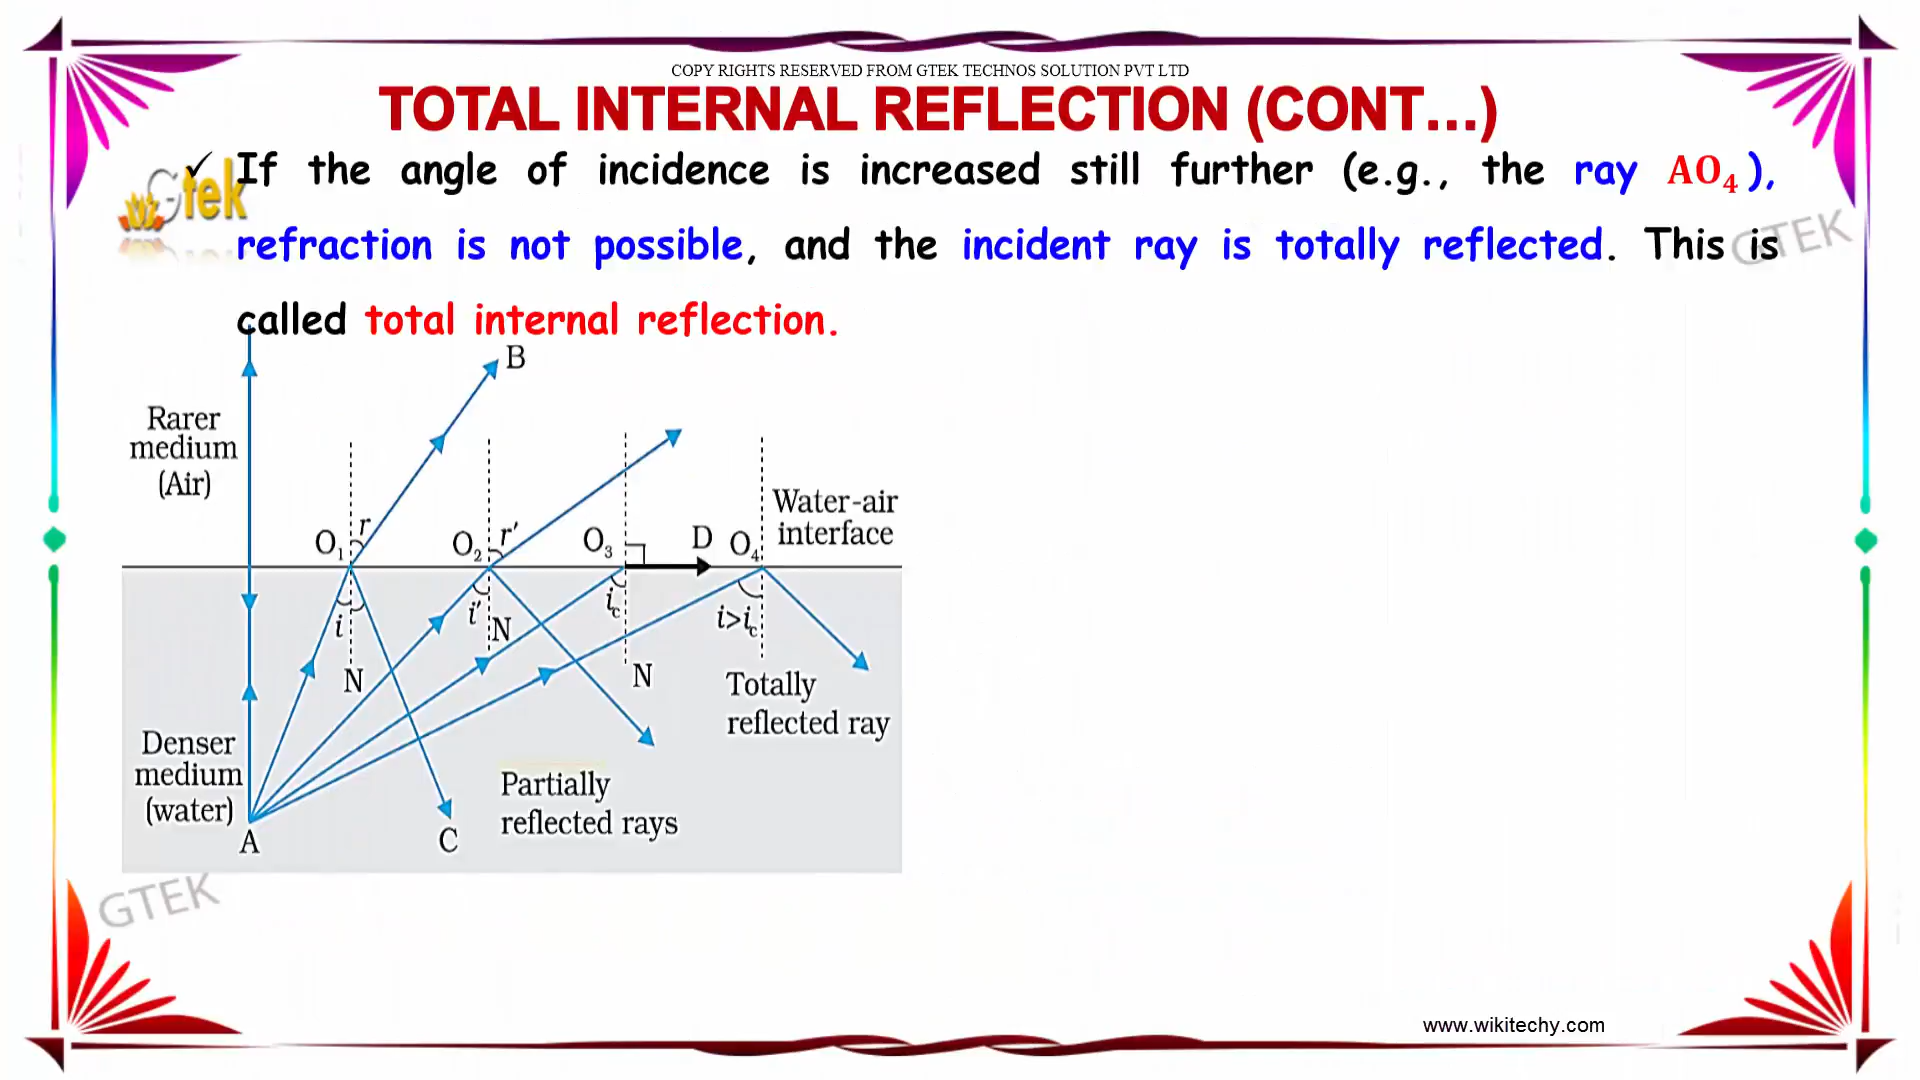 COPY RIGHTS RESERVED FROM GTEK TECHNOS SOLUTION PVT LTD
TOTAL INTERNAL REFLECTION (CONT...)
✓ If the angle of incidence is increased still further (e.g., the ray AO₄),
refraction is not possible, and the incident ray is totally reflected. This is
called total internal reflection.
Gtek
GTEK
B
Rarer
medium
(Air)
Water-air
interface
O₁ r
O₂ r'
O₃
D
O₄
i
i'
i_c
i>i_c
N
N
N
Totally
reflected ray
Denser
medium
(water)
Partially
reflected rays
A
C
GTEK
www.wikitechy.com